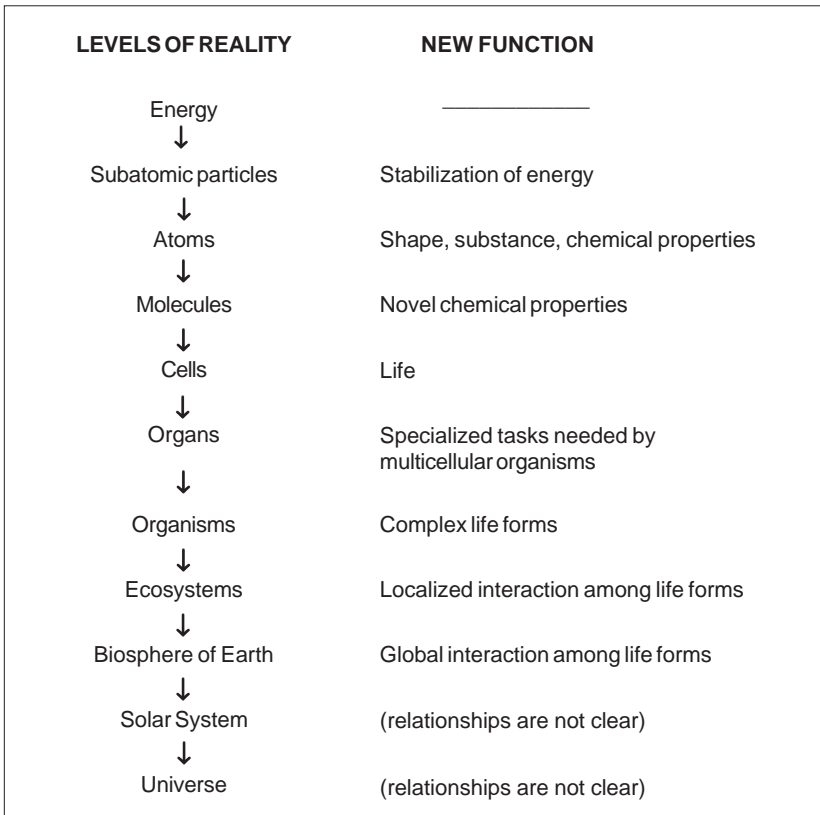 LEVELS OF REALITY NEW FUNCTION
Energy ____________
↓
Subatomic particles Stabilization of energy
↓
Atoms Shape, substance, chemical properties
↓
Molecules Novel chemical properties
↓
Cells Life
↓
Organs Specialized tasks needed by
multicellular organisms
↓
Organisms Complex life forms
↓
Ecosystems Localized interaction among life forms
↓
Biosphere of Earth Global interaction among life forms
↓
Solar System (relationships are not clear)
↓
Universe (relationships are not clear)